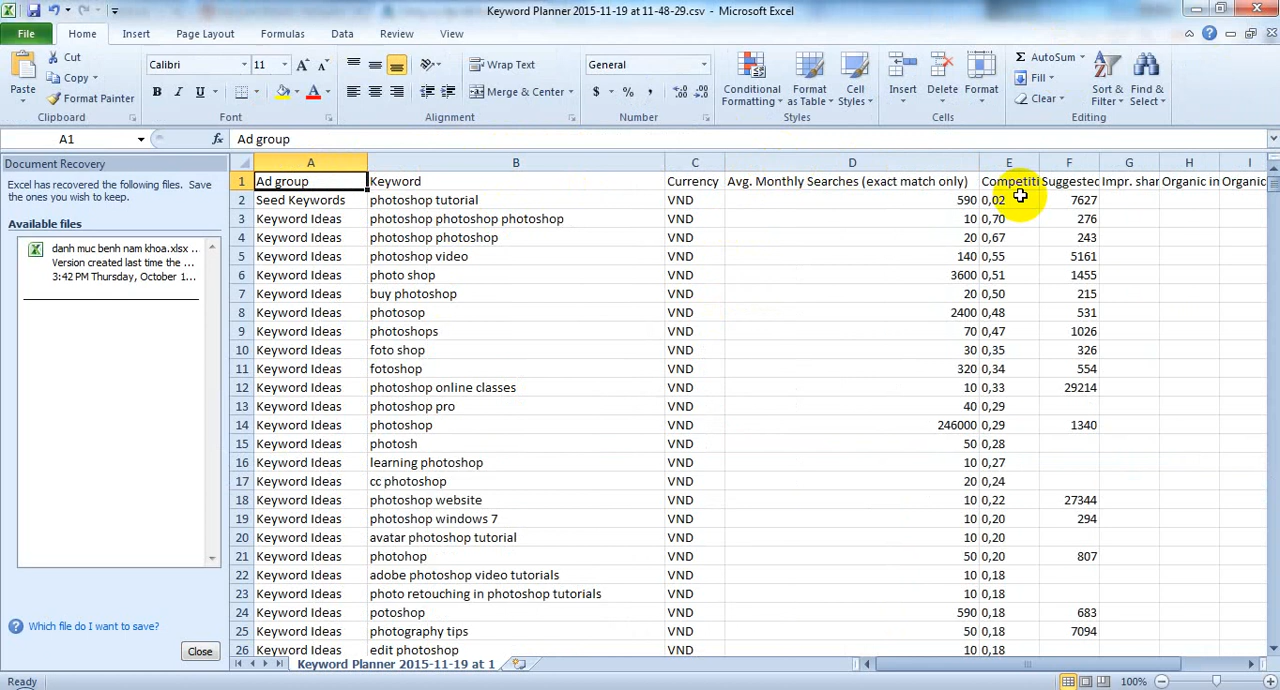 Keyword Planner 2015-11-19 at 11-48-29.csv - Microsoft Excel
File Home Insert Page Layout Formulas Data Review View
Paste
Cut
Copy
Format Painter
Clipboard
Calibri 11
B I U
Font
Wrap Text
Merge & Center
Alignment
General
$ % ,
Number
Conditional Formatting
Format as Table
Cell Styles
Styles
Insert Delete Format
Cells
Σ AutoSum
Fill
Clear
Sort & Filter
Find & Select
Editing
A1 fx Ad group
Document Recovery
Excel has recovered the following files. Save
the ones you wish to keep.
Available files
danh muc benh nam khoa.xlsx ..
Version created last time the ...
3:42 PM Thursday, October 1...
Which file do I want to save?
Close
A B C D E F G H I
1 Ad group Keyword Currency Avg. Monthly Searches (exact match only) Competiti Suggested Impr. shar Organic in Organic
2 Seed Keywords photoshop tutorial VND 590 0,02 7627
3 Keyword Ideas photoshop photoshop photoshop VND 10 0,70 276
4 Keyword Ideas photoshop photoshop VND 20 0,67 243
5 Keyword Ideas photoshop video VND 140 0,55 5161
6 Keyword Ideas photo shop VND 3600 0,51 1455
7 Keyword Ideas buy photoshop VND 20 0,50 215
8 Keyword Ideas photosop VND 2400 0,48 531
9 Keyword Ideas photoshops VND 70 0,47 1026
10 Keyword Ideas foto shop VND 30 0,35 326
11 Keyword Ideas fotoshop VND 320 0,34 554
12 Keyword Ideas photoshop online classes VND 10 0,33 29214
13 Keyword Ideas photoshop pro VND 40 0,29
14 Keyword Ideas photoshop VND 246000 0,29 1340
15 Keyword Ideas photosh VND 50 0,28
16 Keyword Ideas learning photoshop VND 10 0,27
17 Keyword Ideas cc photoshop VND 20 0,24
18 Keyword Ideas photoshop website VND 10 0,22 27344
19 Keyword Ideas photoshop windows 7 VND 10 0,20 294
20 Keyword Ideas avatar photoshop tutorial VND 10 0,20
21 Keyword Ideas photohop VND 50 0,20 807
22 Keyword Ideas adobe photoshop video tutorials VND 10 0,18
23 Keyword Ideas photo retouching in photoshop tutorials VND 10 0,18
24 Keyword Ideas potoshop VND 590 0,18 683
25 Keyword Ideas photography tips VND 50 0,18 7094
26 Keyword Ideas edit photoshop VND 10 0,18
Keyword Planner 2015-11-19 at 1
Ready 100%